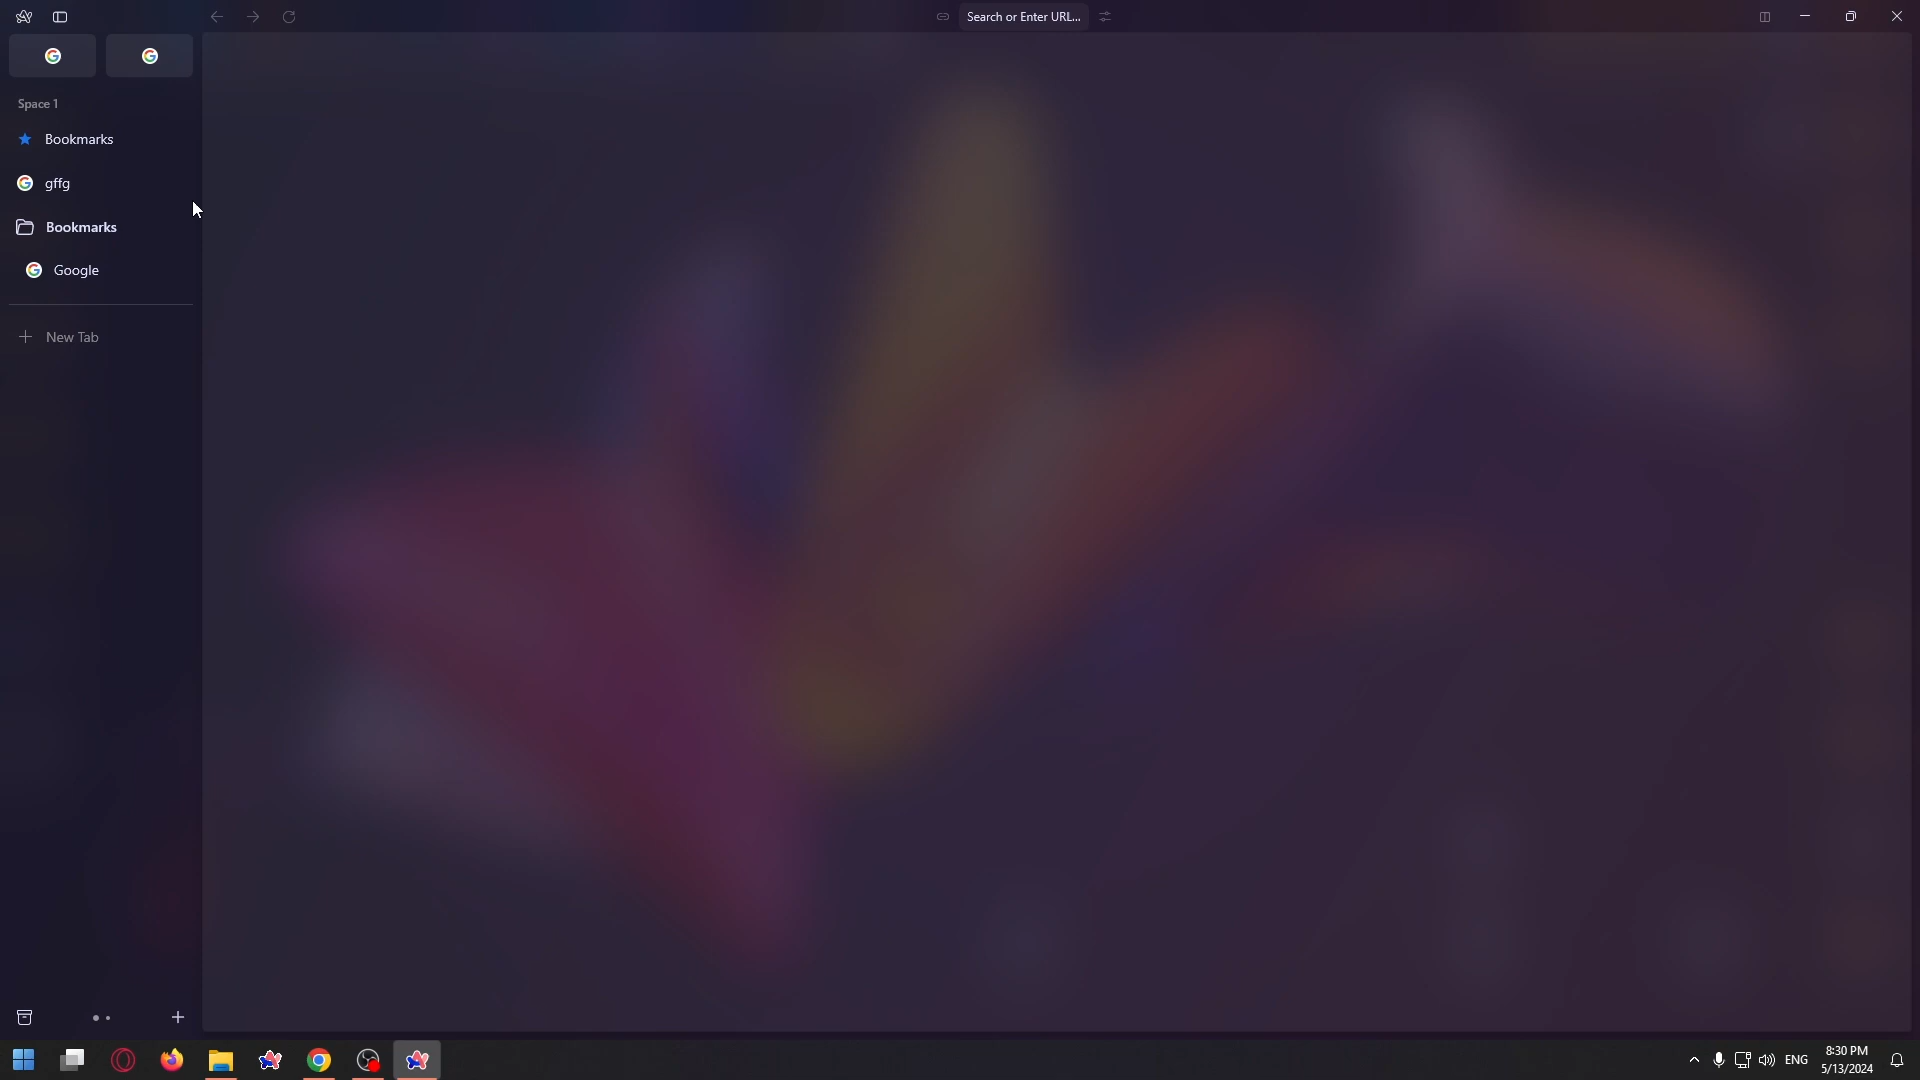 Search or Enter URL...
Space 1
Bookmarks
gffg
Bookmarks
Google
New Tab
ENG
8:30 PM
5/13/2024